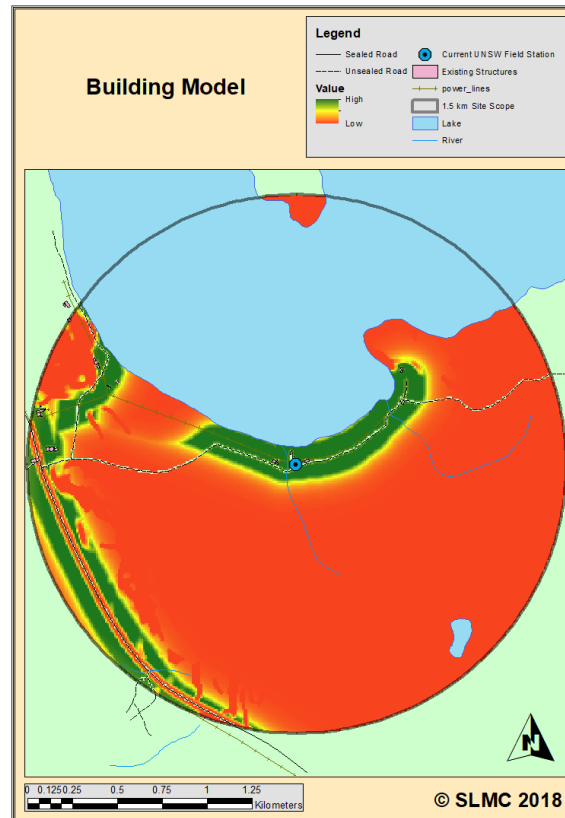 Building Model
Legend
Sealed Road
Unsealed Road
Value
High
Low
Current UNSW Field Station
Existing Structures
power_lines
1.5 km Site Scope
Lake
River
N
0 0.125 0.25 0.5 0.75 1 1.25
Kilometers
© SLMC 2018